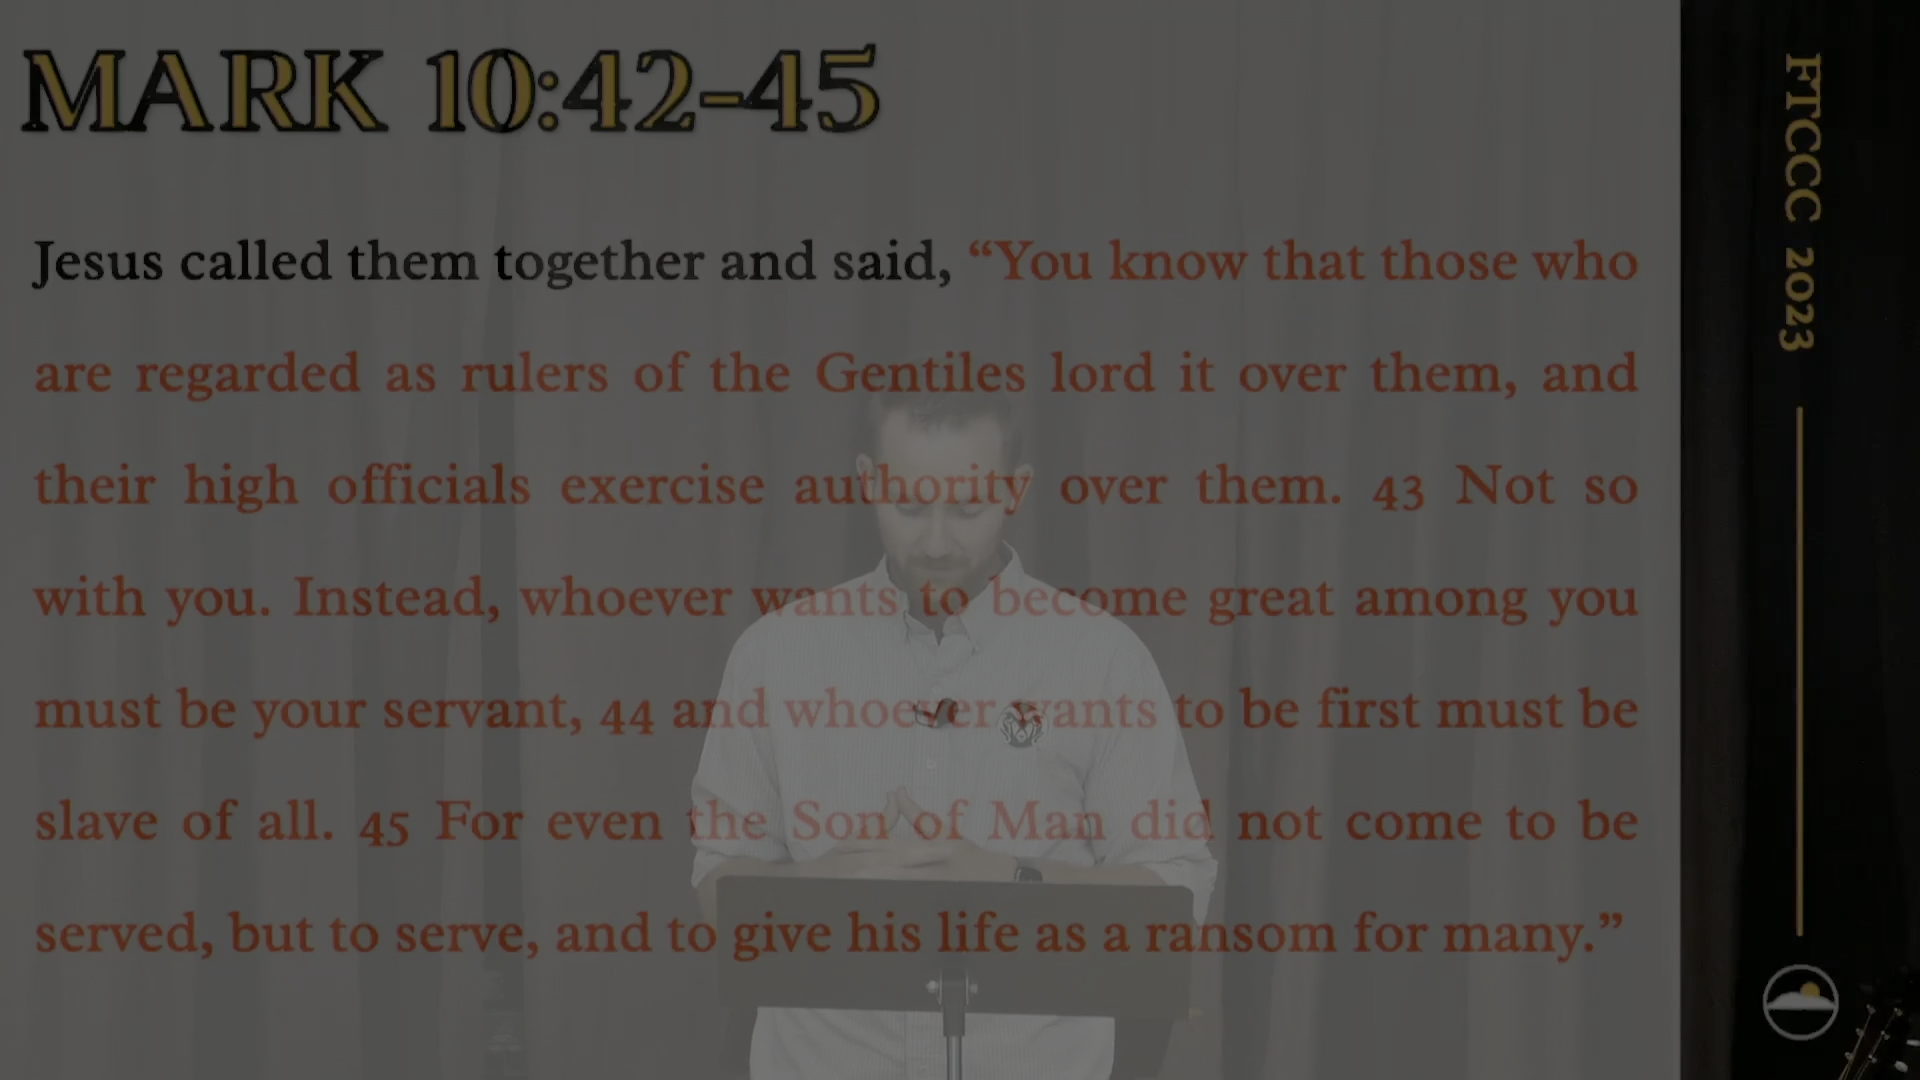 MARK 10:42-45
Jesus called them together and said, “You know that those who
are regarded as rulers of the Gentiles lord it over them, and
their high officials exercise authority over them. 43 Not so
with you. Instead, whoever wants to become great among you
must be your servant, 44 and whoever wants to be first must be
slave of all. 45 For even the Son of Man did not come to be
served, but to serve, and to give his life as a ransom for many.”
FTCCC 2023